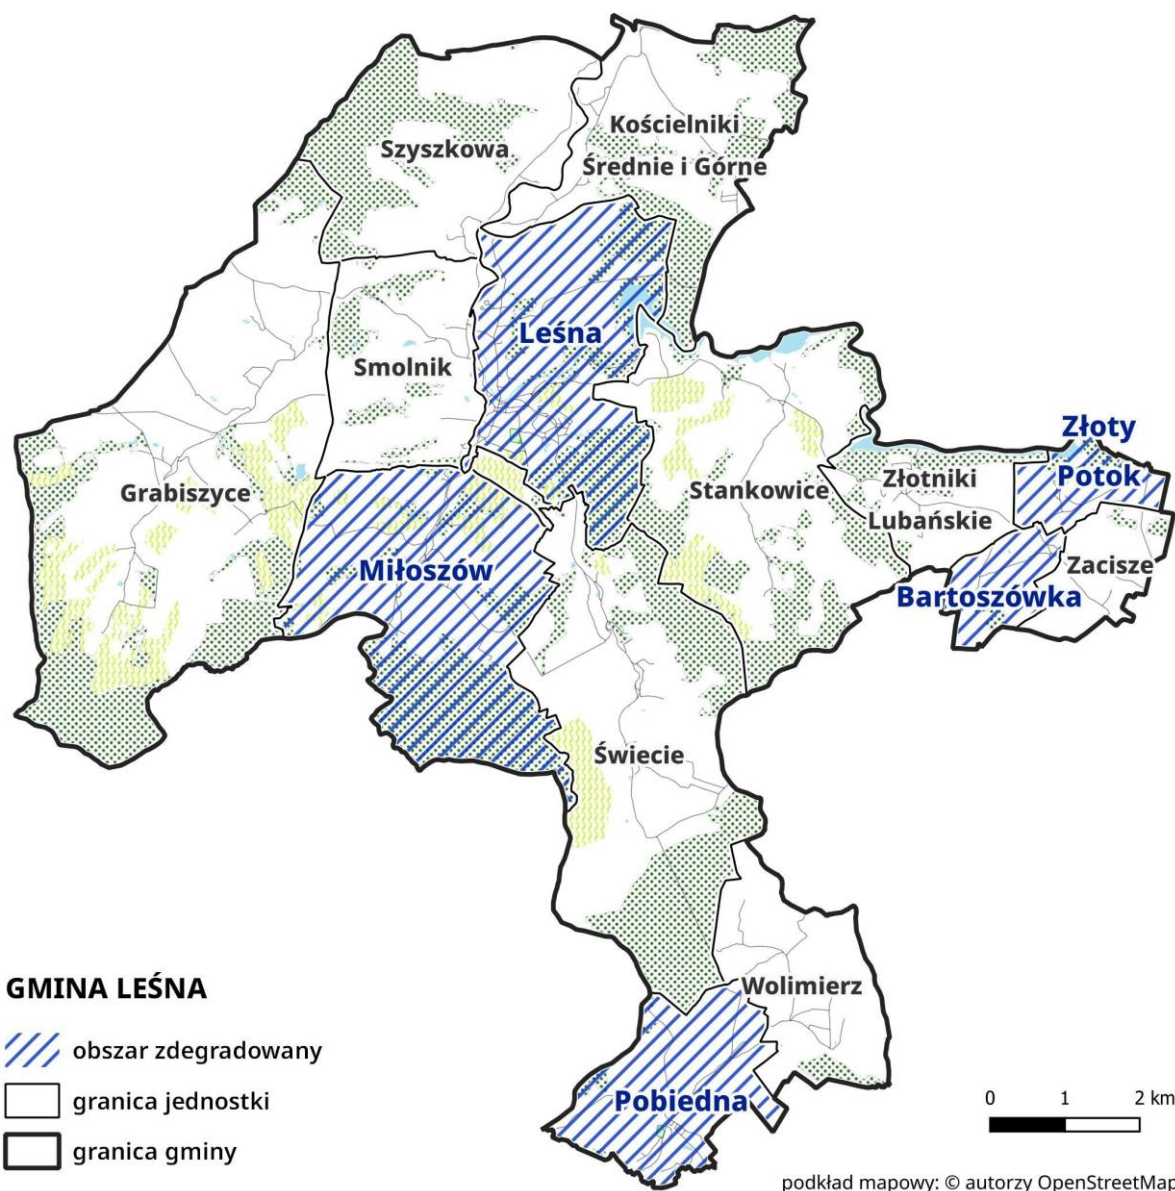 Kościelniki
Średnie i Górne
Szyszkowa
Leśna
Smolnik
Złoty
Potok
Złotniki
Lubańskie
Stankowice
Grabiszyce
Zacisze
Miłoszów
Bartoszówka
Świecie
Wolimierz
Pobiedna
GMINA LEŚNA
obszar zdegradowany
granica jednostki
granica gminy
0 1 2 km
podkład mapowy: © autorzy OpenStreetMap